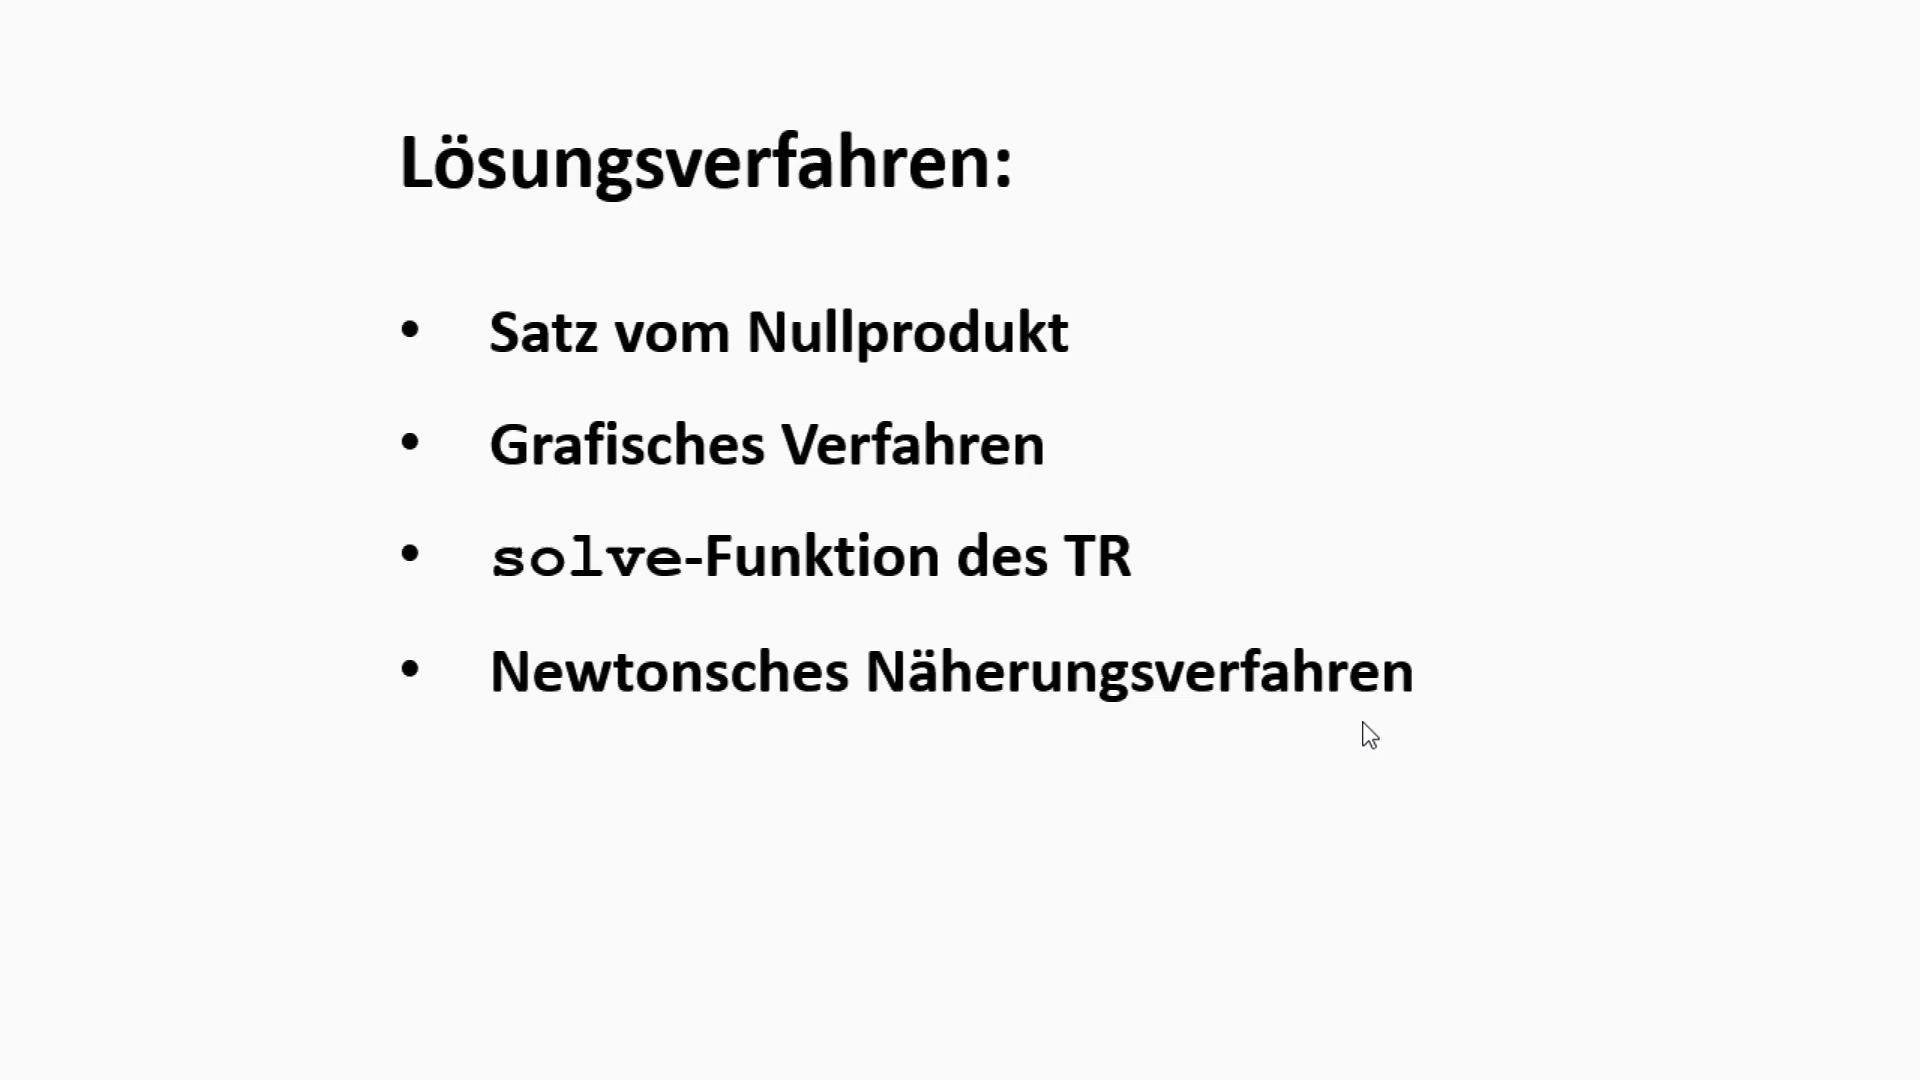 Lösungsverfahren:
• Satz vom Nullprodukt
• Grafisches Verfahren
• solve-Funktion des TR
• Newtonsches Näherungsverfahren